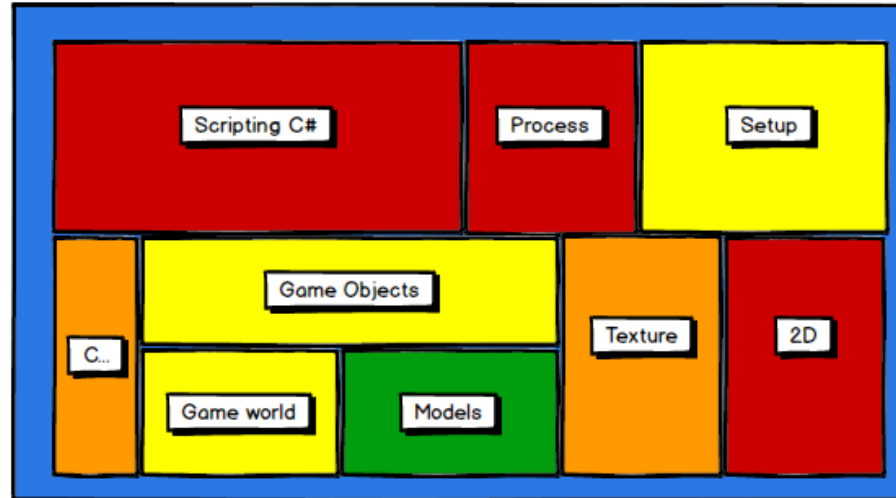 Scripting C#
Process
Setup
Game Objects
C...
Texture
2D
Game world
Models